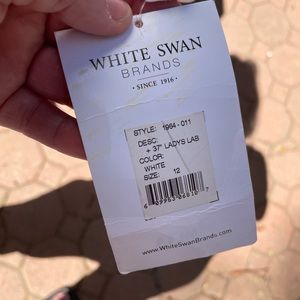 WHITE SWAN
BRANDS
• SINCE 1916 •
STYLE: 1964-011
DESC:
+ 37" LADYS LAB
COLOR:
WHITE
SIZE: 12
www.WhiteSwanBrands.com